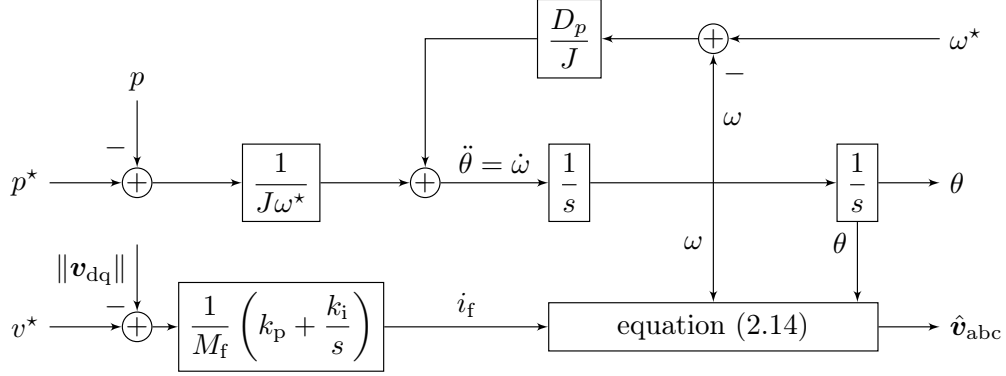 D_p / J
ω⋆
−
+
p
ω
−
θ̈ = ω̇
p⋆
+
1 / Jω⋆
+
1 / s
1 / s
θ
‖v_dq‖
ω
θ
−
i_f
v⋆
+
1 / M_f (k_p + k_i / s)
equation (2.14)
v̂_abc